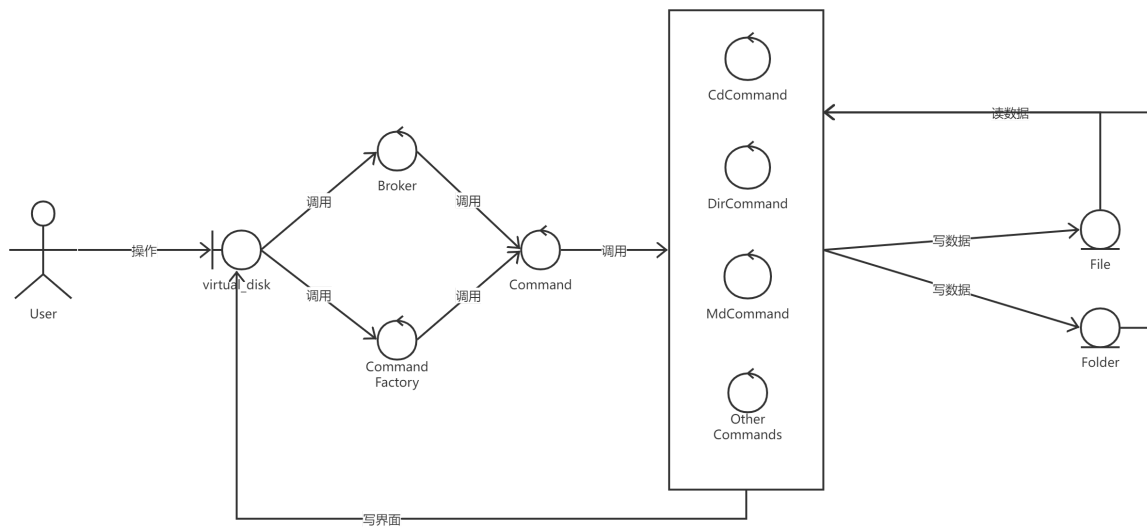 CdCommand
读数据
Broker
调用
调用
DirCommand
操作
virtual_disk
User
Command
调用
写数据
File
写数据
调用
调用
MdCommand
Folder
Command
Factory
Other
Commands
写界面